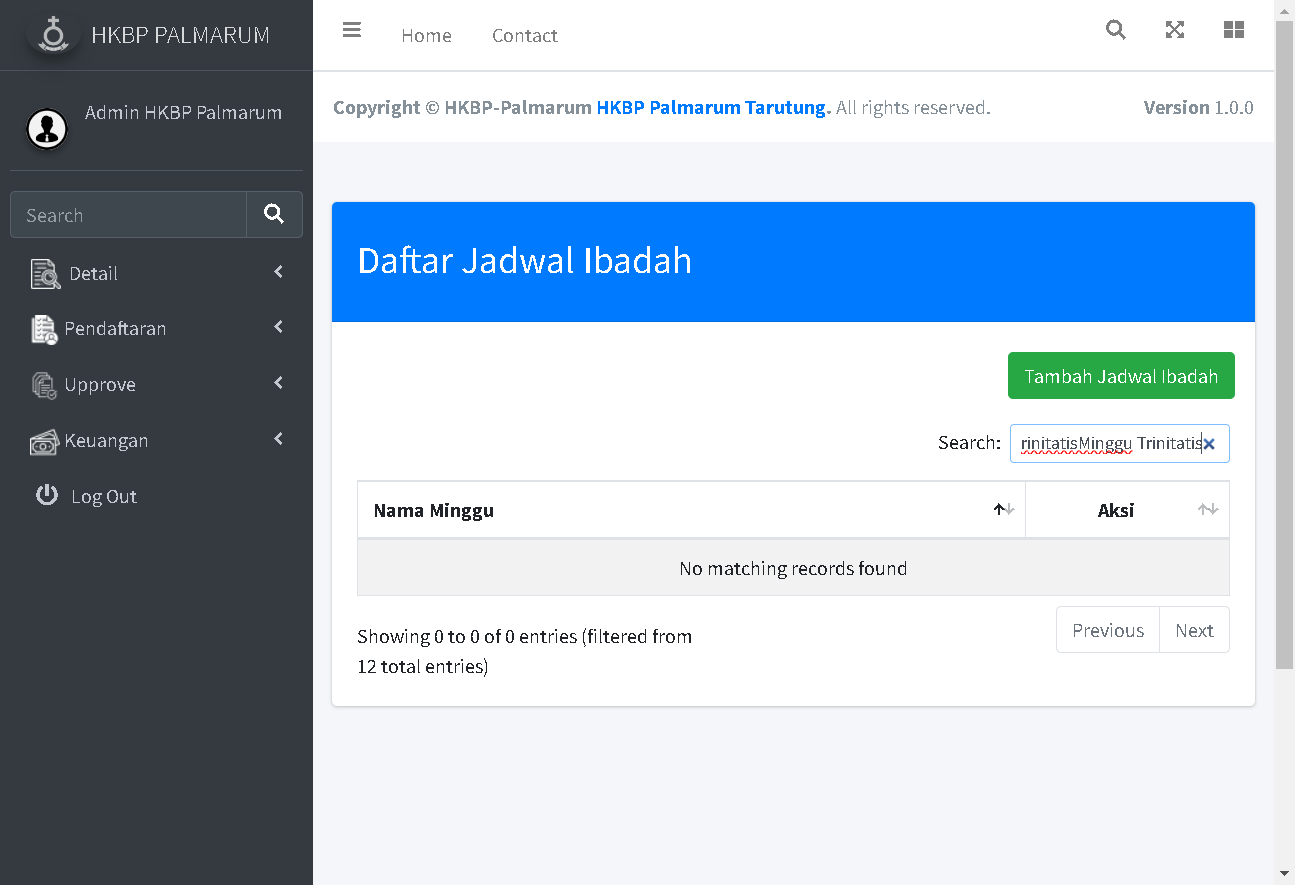 HKBP PALMARUM
Home
Contact
Admin HKBP Palmarum
Copyright © HKBP-Palmarum HKBP Palmarum Tarutung. All rights reserved.
Version 1.0.0
Search
Detail
Pendaftaran
Upprove
Keuangan
Log Out
Daftar Jadwal Ibadah
Tambah Jadwal Ibadah
Search: rinitatisMinggu Trinitatis
Nama Minggu
Aksi
No matching records found
Showing 0 to 0 of 0 entries (filtered from
12 total entries)
Previous
Next